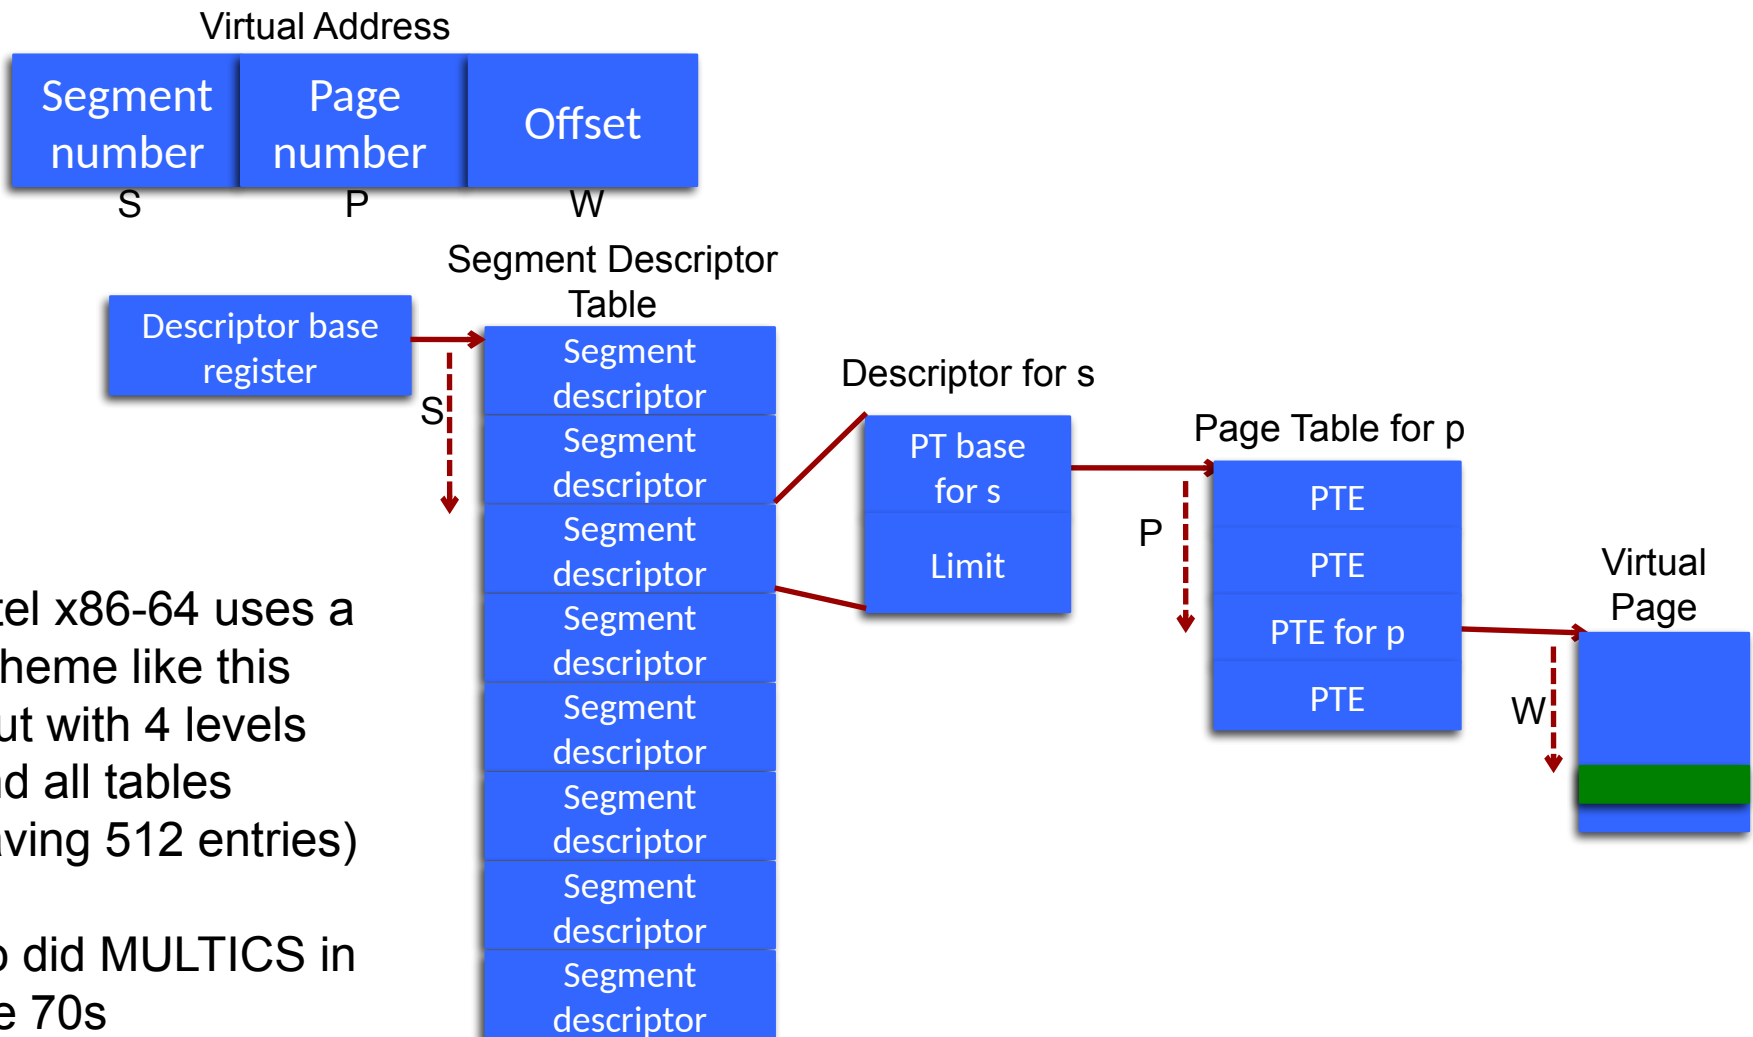 Virtual Address
Segment
number
Page
number
Offset
S
P
W
Segment Descriptor
Table
Descriptor base
register
S
Segment
descriptor
Segment
descriptor
Segment
descriptor
Segment
descriptor
Segment
descriptor
Segment
descriptor
Segment
descriptor
Segment
descriptor
Descriptor for s
PT base
for s
Limit
Page Table for p
P
PTE
PTE
PTE for p
PTE
Virtual
Page
W
tel x86-64 uses a
heme like this
ut with 4 levels
nd all tables
aving 512 entries)
o did MULTICS in
e 70s